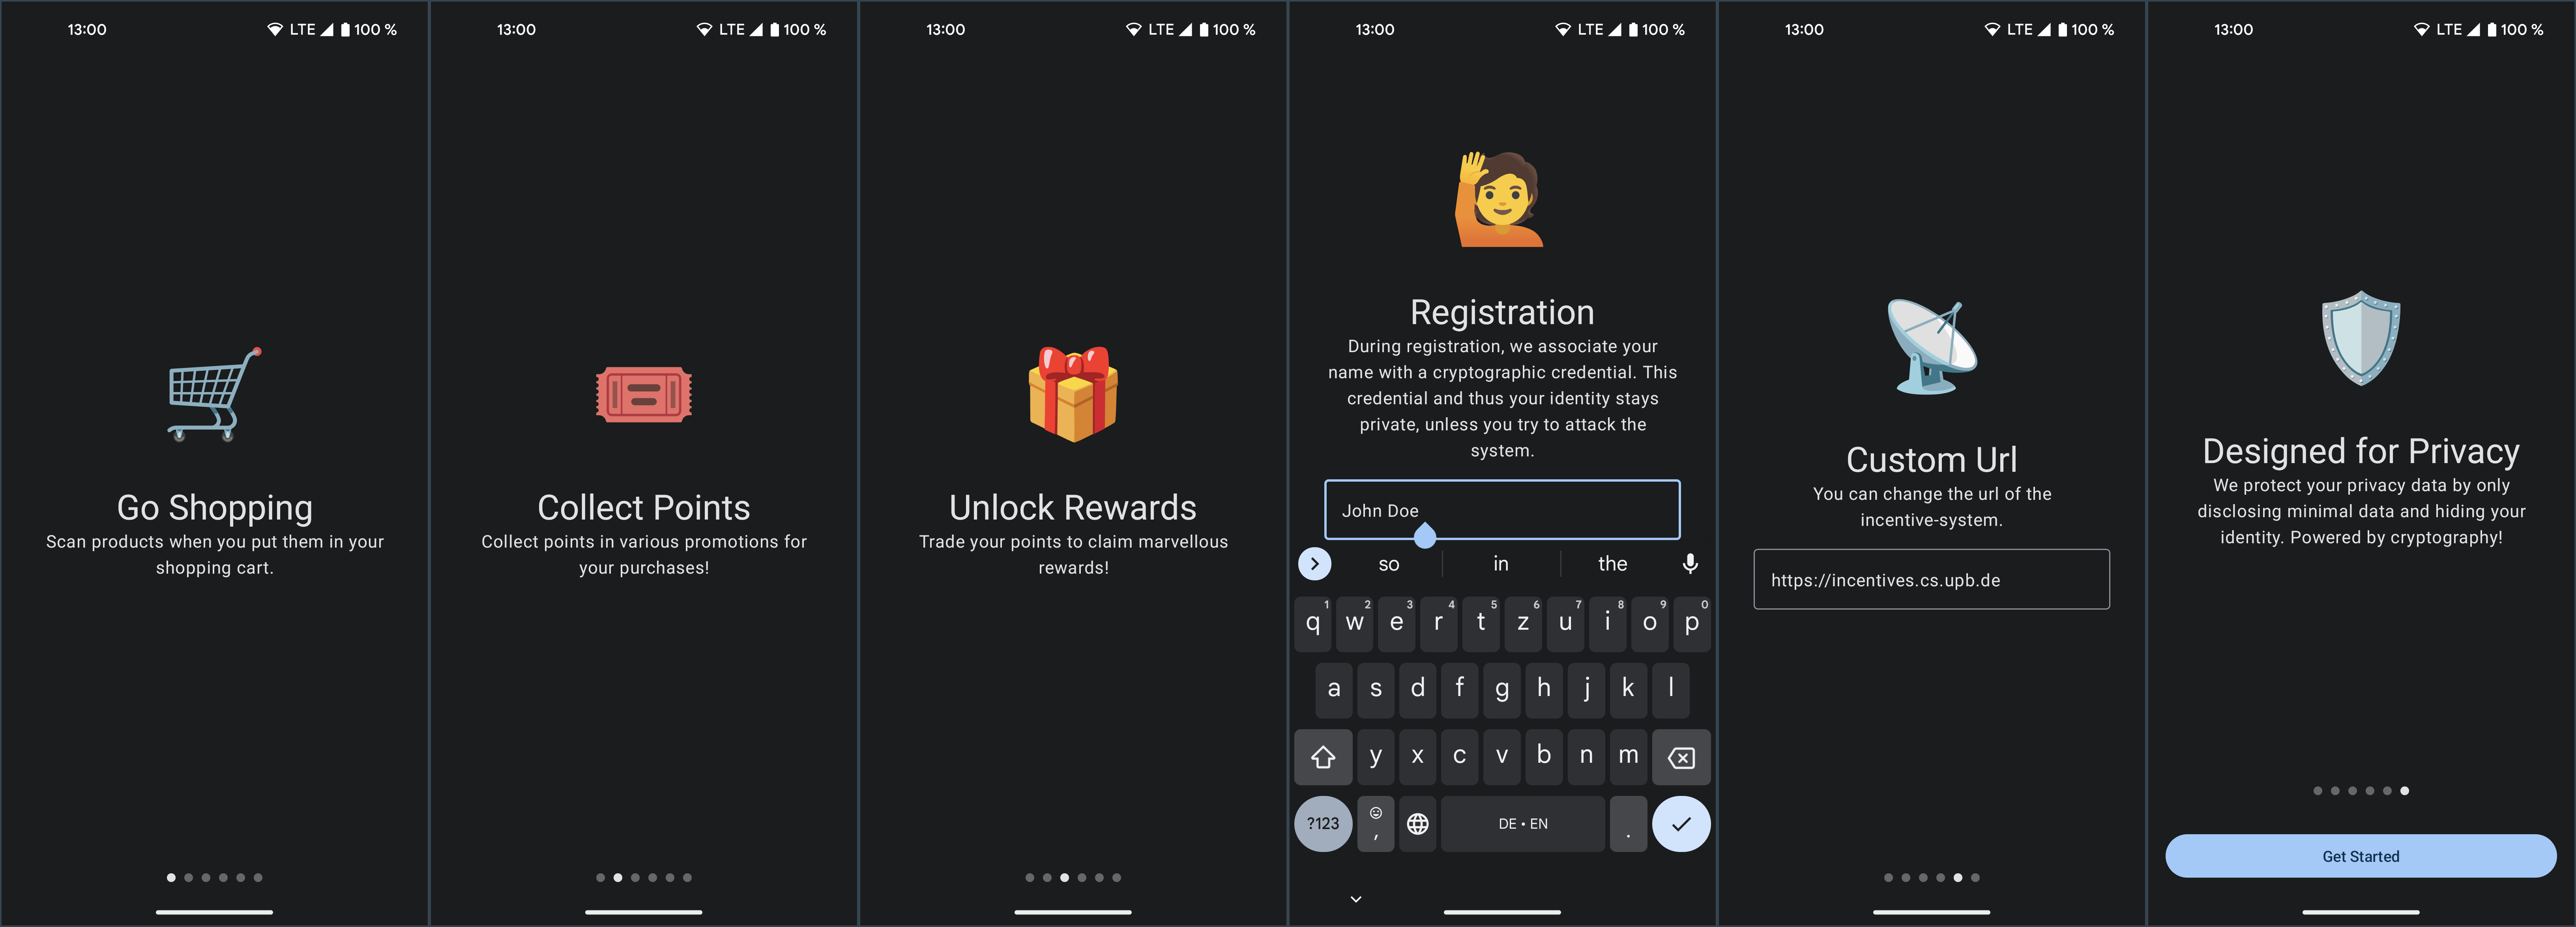 13:00 LTE 100 %
Go Shopping
Scan products when you put them in your
shopping cart.
13:00 LTE 100 %
Collect Points
Collect points in various promotions for
your purchases!
13:00 LTE 100 %
Unlock Rewards
Trade your points to claim marvellous
rewards!
13:00 LTE 100 %
Registration
During registration, we associate your
name with a cryptographic credential. This
credential and thus your identity stays
private, unless you try to attack the
system.
John Doe
so in the
1 2 3 4 5 6 7 8 9 0
q w e r t z u i o p
a s d f g h j k l
y x c v b n m
?123 , DE • EN .
13:00 LTE 100 %
Custom Url
You can change the url of the
incentive-system.
https://incentives.cs.upb.de
13:00 LTE 100 %
Designed for Privacy
We protect your privacy data by only
disclosing minimal data and hiding your
identity. Powered by cryptography!
Get Started